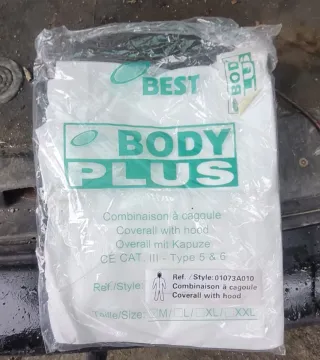 BEST
BODY
BODY
PLUS
Combinaison à cagoule
Coverall with hood
Overall mit Kapuze
CE CAT. III - Type 5 & 6
Ref./Style:
Ref. / Style: 01073A010
Combinaison à cagoule
Coverall with hood
Taille/Size: M/ L/ XL/ XXL